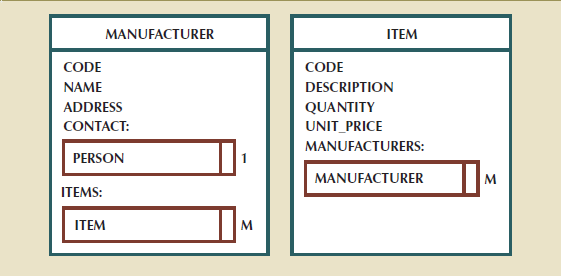 MANUFACTURER
CODE
NAME
ADDRESS
CONTACT:
PERSON 1
ITEMS:
ITEM M
ITEM
CODE
DESCRIPTION
QUANTITY
UNIT_PRICE
MANUFACTURERS:
MANUFACTURER M